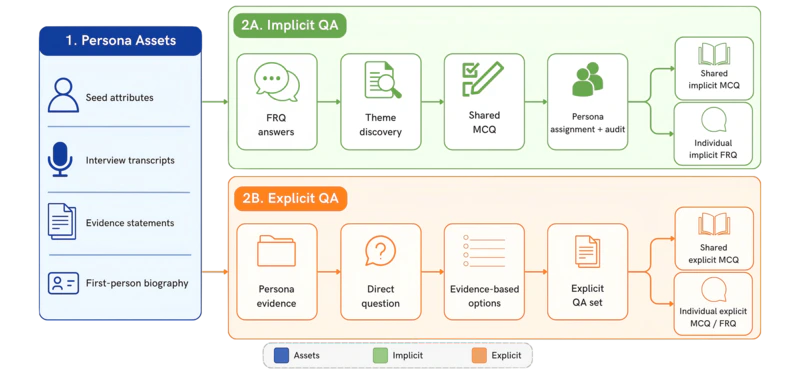 1. Persona Assets
Seed attributes
Interview transcripts
Evidence statements
First-person biography
2A. Implicit QA
FRQ
answers
Theme
discovery
Shared
MCQ
Persona
assignment + audit
Shared
implicit MCQ
Individual
implicit FRQ
2B. Explicit QA
Persona
evidence
Direct
question
Evidence-based
options
Explicit
QA set
Shared
explicit MCQ
Individual explicit
MCQ / FRQ
Assets
Implicit
Explicit